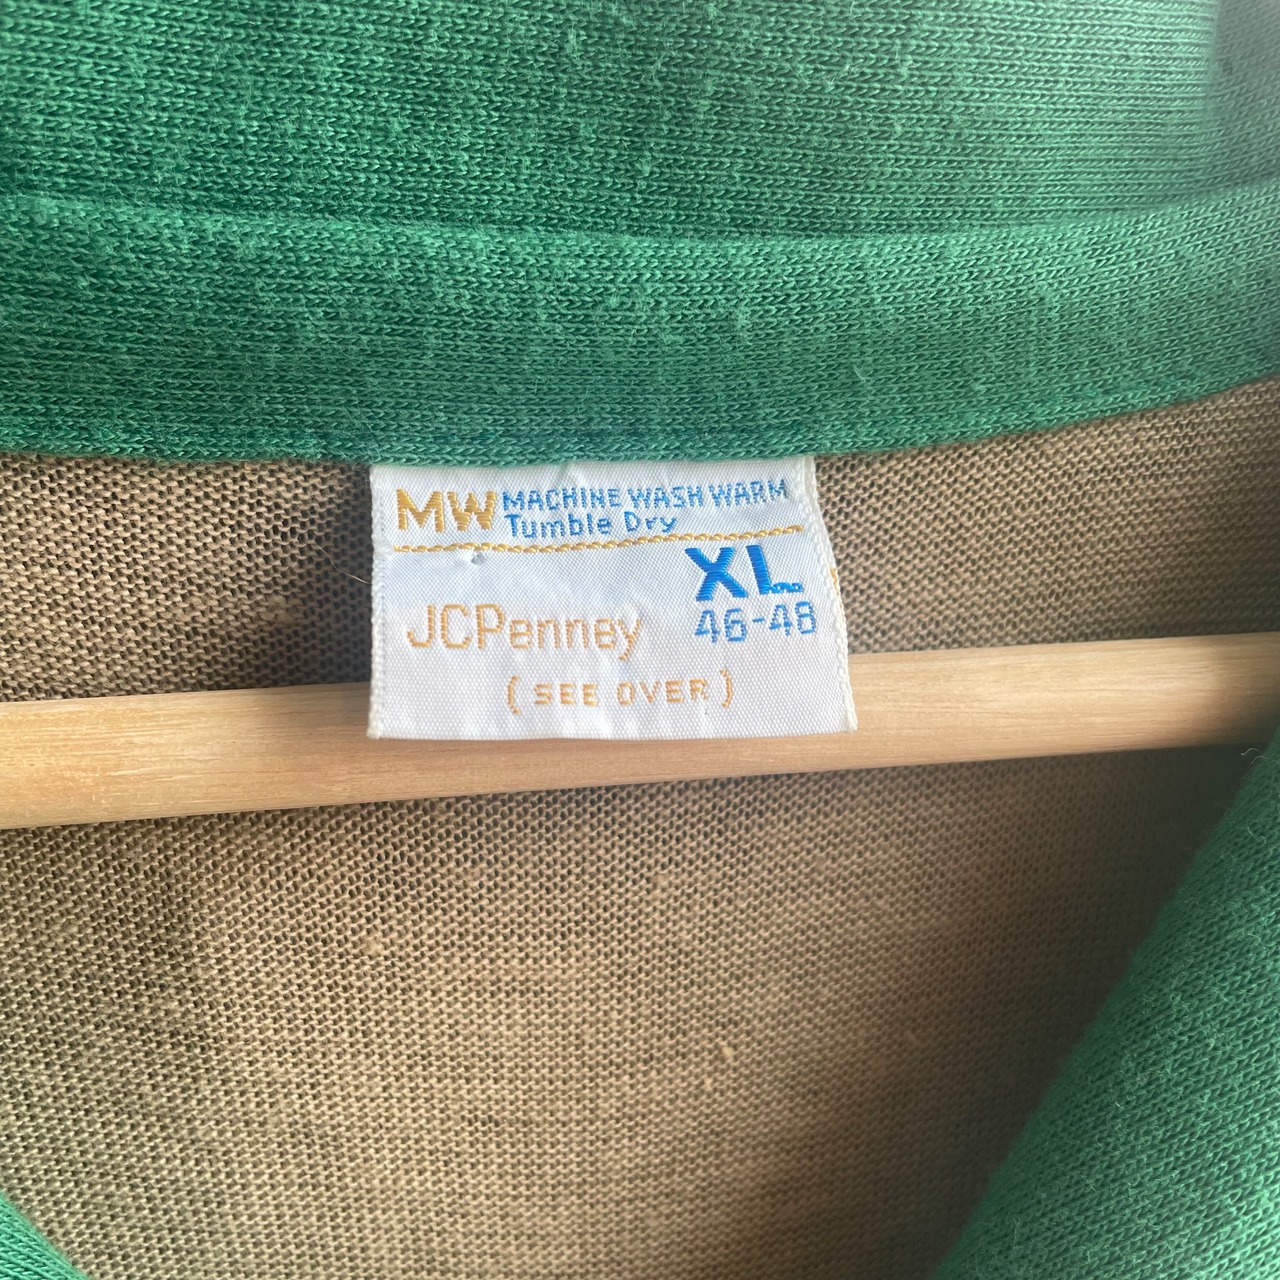 MW MACHINE WASH WARM
Tumble Dry
XL
JCPenney 46-48
(SEE OVER)